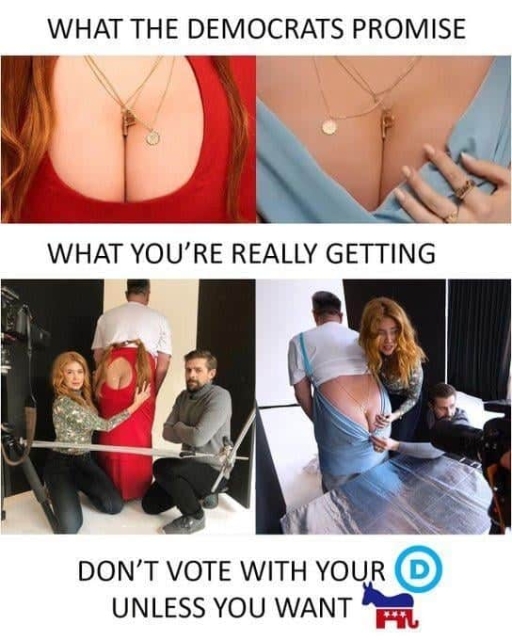 WHAT THE DEMOCRATS PROMISE
WHAT YOU'RE REALLY GETTING
DON'T VOTE WITH YOUR D
UNLESS YOU WANT